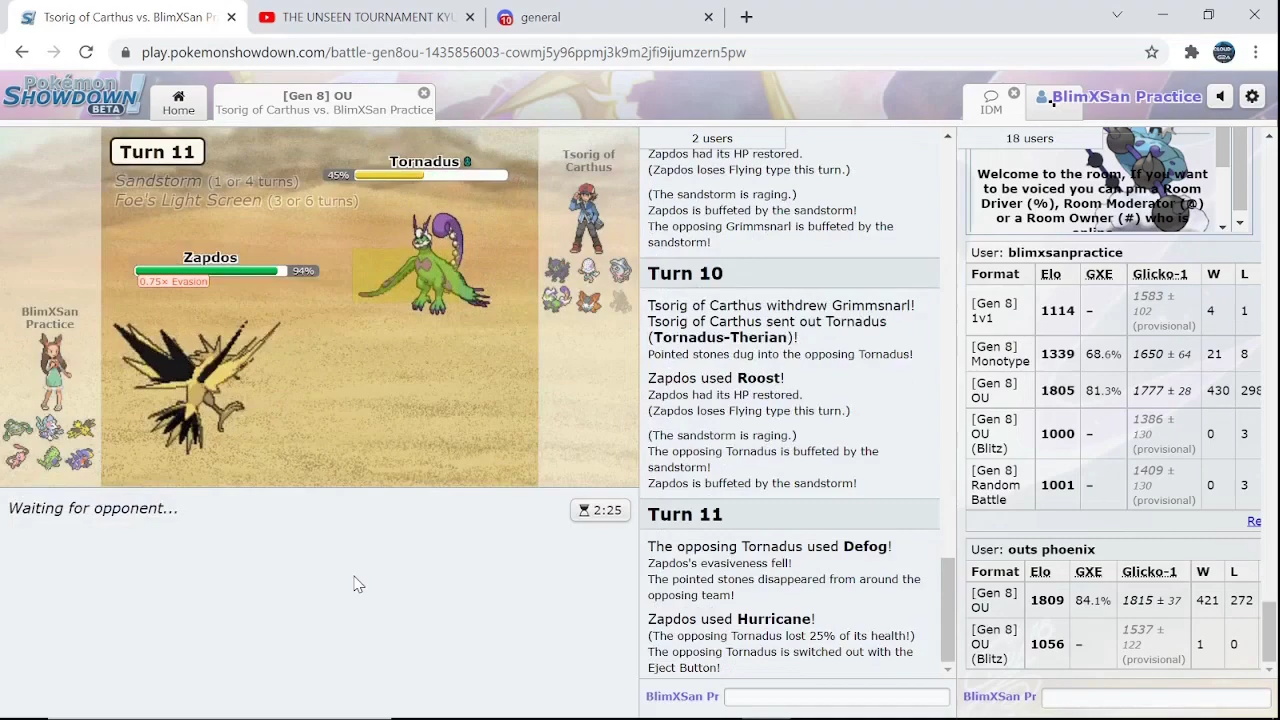 Tsorig of Carthus vs. BlimXSan Pr
THE UNSEEN TOURNAMENT KYU
general
play.pokemonshowdown.com/battle-gen8ou-1435856003-cowmj5y96ppmj3k9m2jfi9ijumzern5pw
Pokémon
SHOWDOWN!
BETA
Home
[Gen 8] OU
Tsorig of Carthus vs. BlimXSan Practice
IDM
BlimXSan Practice
Turn 11
Sandstorm (1 or 4 turns)
Foe's Light Screen (3 or 6 turns)
Tornadus
45%
Zapdos
94%
0.75× Evasion
Tsorig of
Carthus
BlimXSan
Practice
Waiting for opponent...
2:25
2 users
Zapdos had its HP restored.
(Zapdos loses Flying type this turn.)
(The sandstorm is raging.)
Zapdos is buffeted by the sandstorm!
The opposing Grimmsnarl is buffeted by the
sandstorm!
Turn 10
Tsorig of Carthus withdrew Grimmsnarl!
Tsorig of Carthus sent out Tornadus
(Tornadus-Therian)!
Pointed stones dug into the opposing Tornadus!
Zapdos used Roost!
Zapdos had its HP restored.
(Zapdos loses Flying type this turn.)
(The sandstorm is raging.)
The opposing Tornadus is buffeted by the
sandstorm!
Zapdos is buffeted by the sandstorm!
Turn 11
The opposing Tornadus used Defog!
Zapdos's evasiveness fell!
The pointed stones disappeared from around the
opposing team!
Zapdos used Hurricane!
(The opposing Tornadus lost 25% of its health!)
The opposing Tornadus is switched out with the
Eject Button!
BlimXSan Pr
18 users
Welcome to the room, If you want
to be voiced you can pm a Room
Driver (%), Room Moderator (@)
or a Room Owner (#) who is
User: blimxsanpractice
Format Elo GXE Glicko-1 W L
[Gen 8] 1v1 1114 – 1583 ± 102 (provisional) 4 1
[Gen 8] Monotype 1339 68.6% 1650 ± 64 21 8
[Gen 8] OU 1805 81.3% 1777 ± 28 430 298
[Gen 8] OU (Blitz) 1000 – 1386 ± 130 (provisional) 0 3
[Gen 8] Random Battle 1001 – 1409 ± 130 (provisional) 0 3
Re
User: outs phoenix
Format Elo GXE Glicko-1 W L
[Gen 8] OU 1809 84.1% 1815 ± 37 421 272
[Gen 8] OU (Blitz) 1056 – 1537 ± 122 (provisional) 1 0
BlimXSan Pr